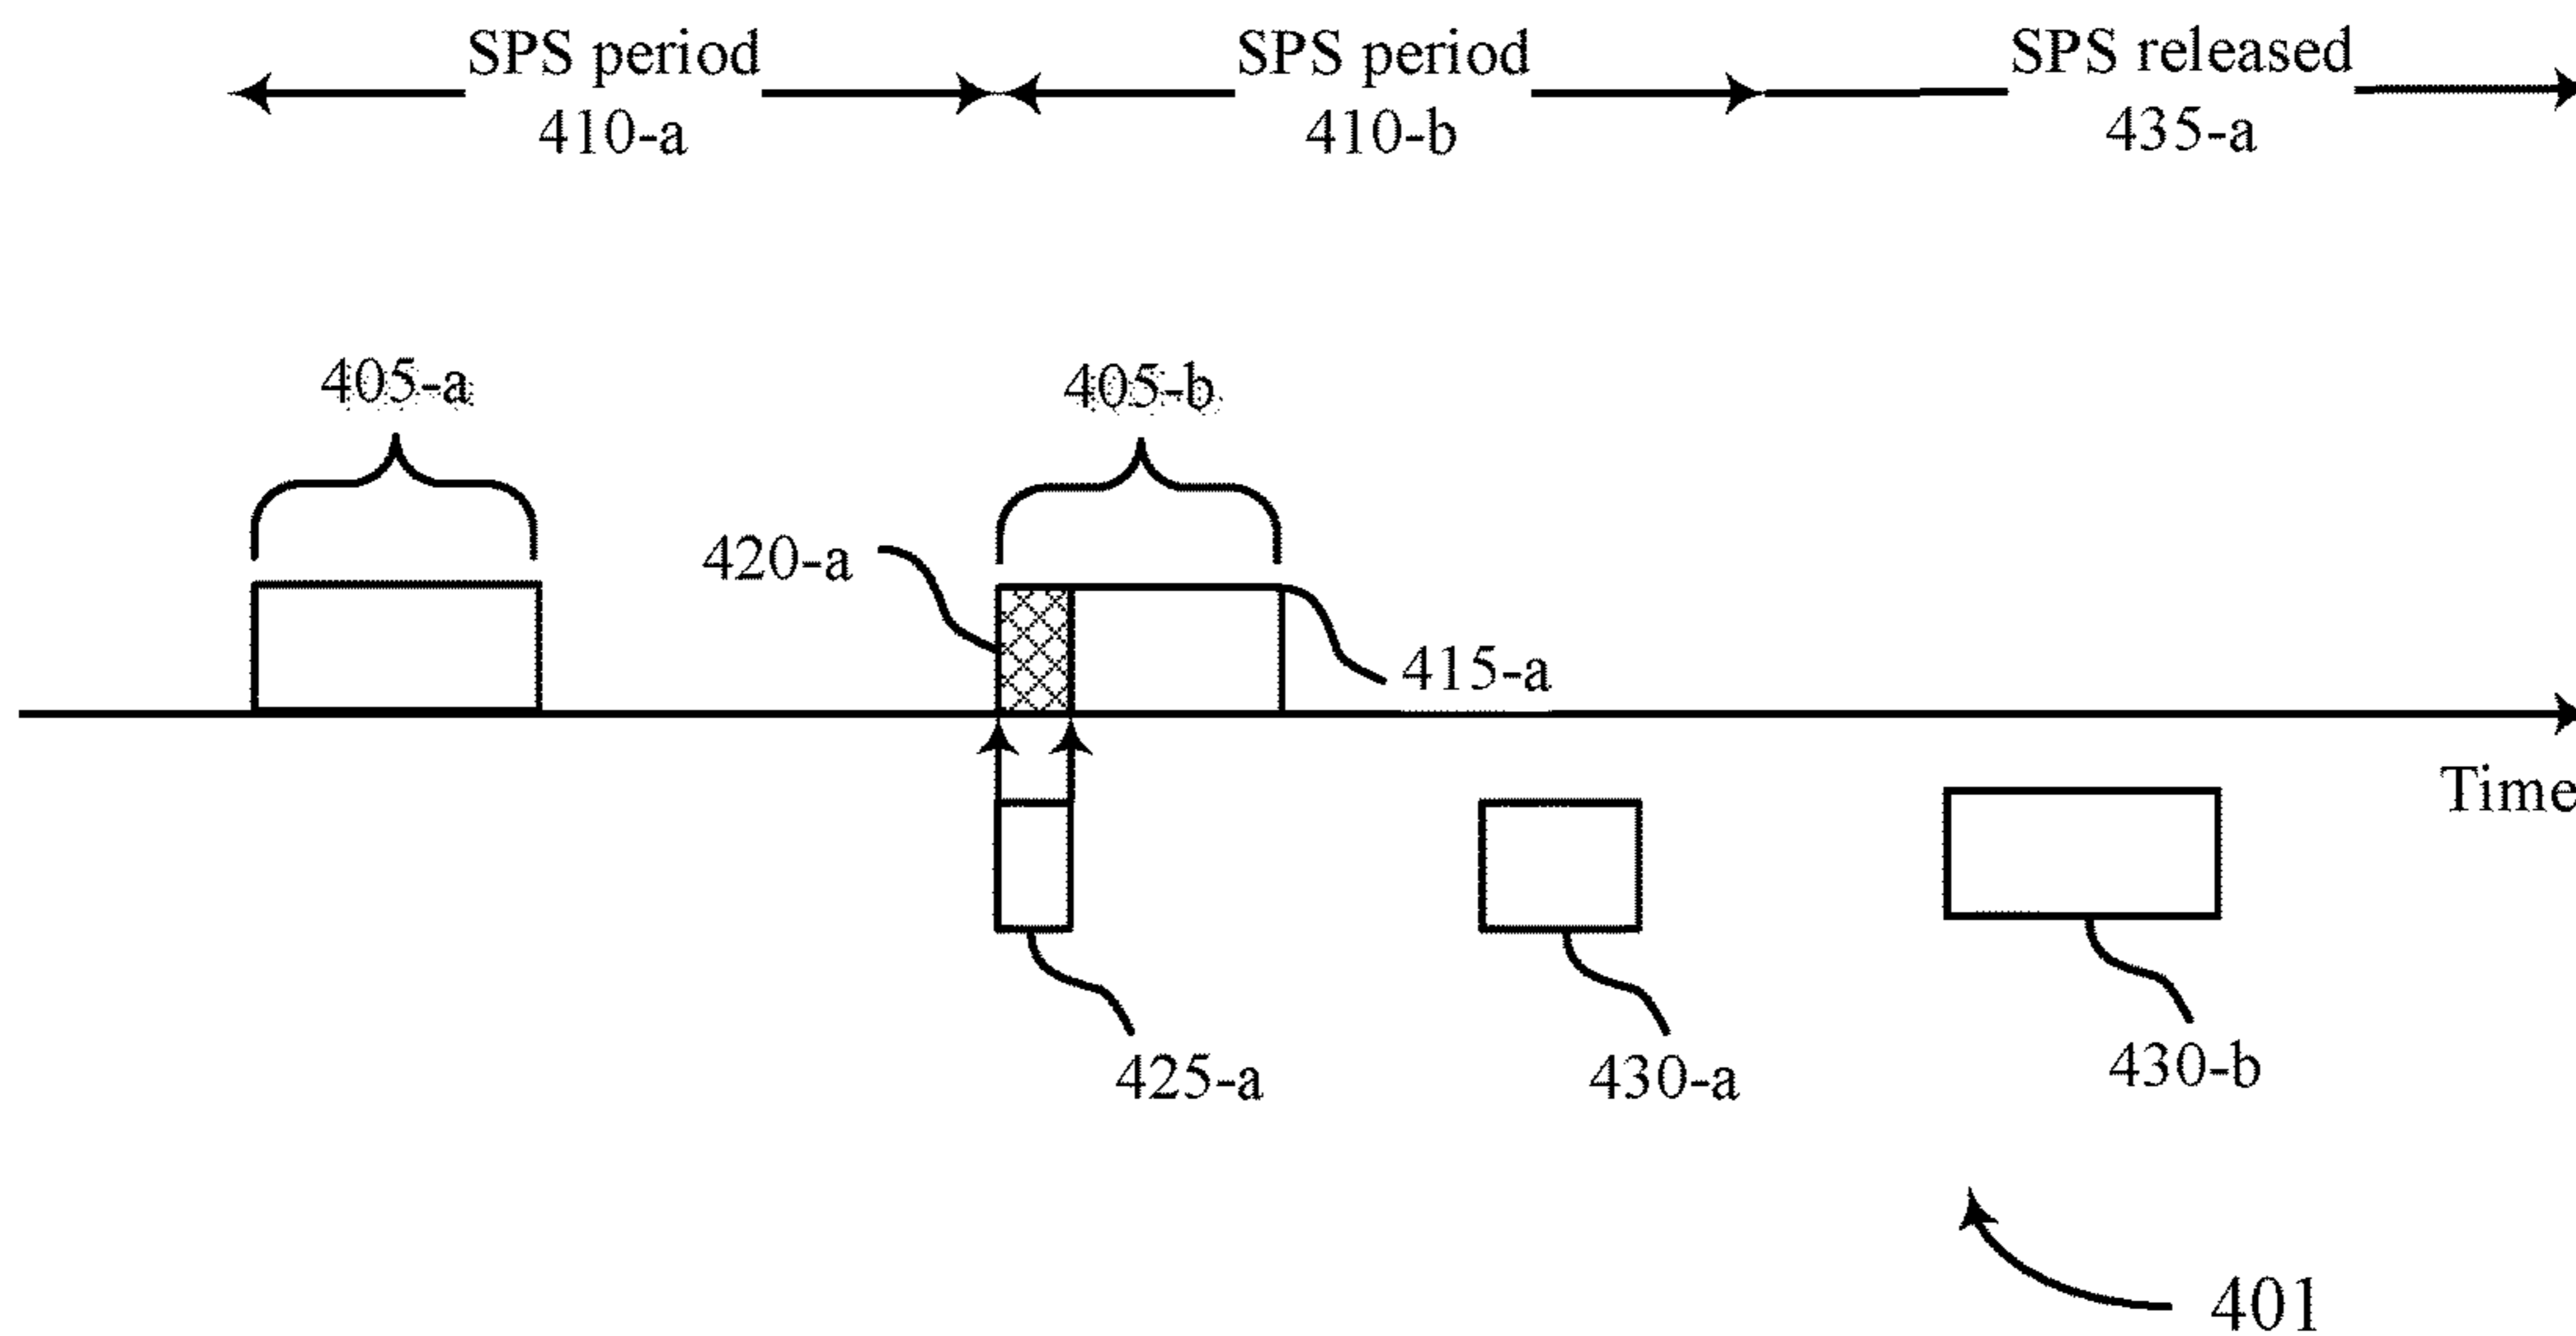 SPS period
410-a
SPS period
410-b
SPS released
435-a
405-a
405-b
420-a
415-a
Time
425-a
430-a
430-b
401